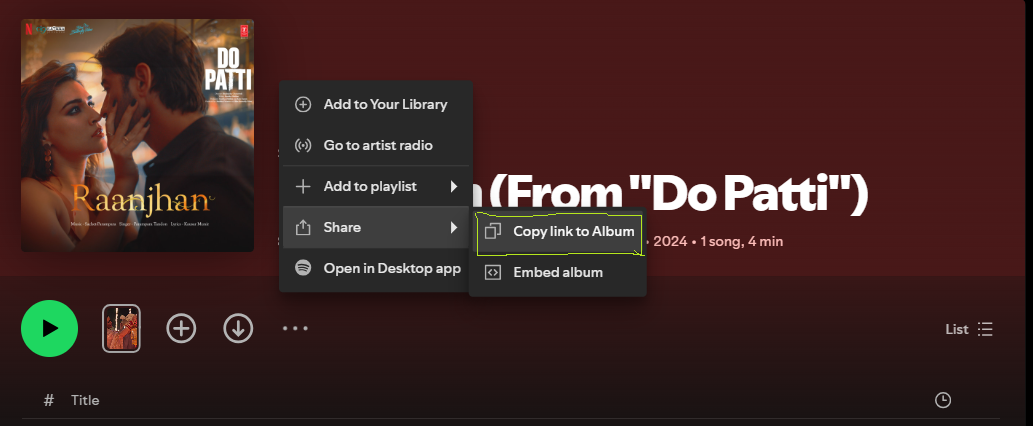 DO
PATTI
Raanjhan
Add to Your Library
Go to artist radio
Add to playlist
Share
Open in Desktop app
Copy link to Album
Embed album
(From "Do Patti")
• 2024 • 1 song, 4 min
List
# Title